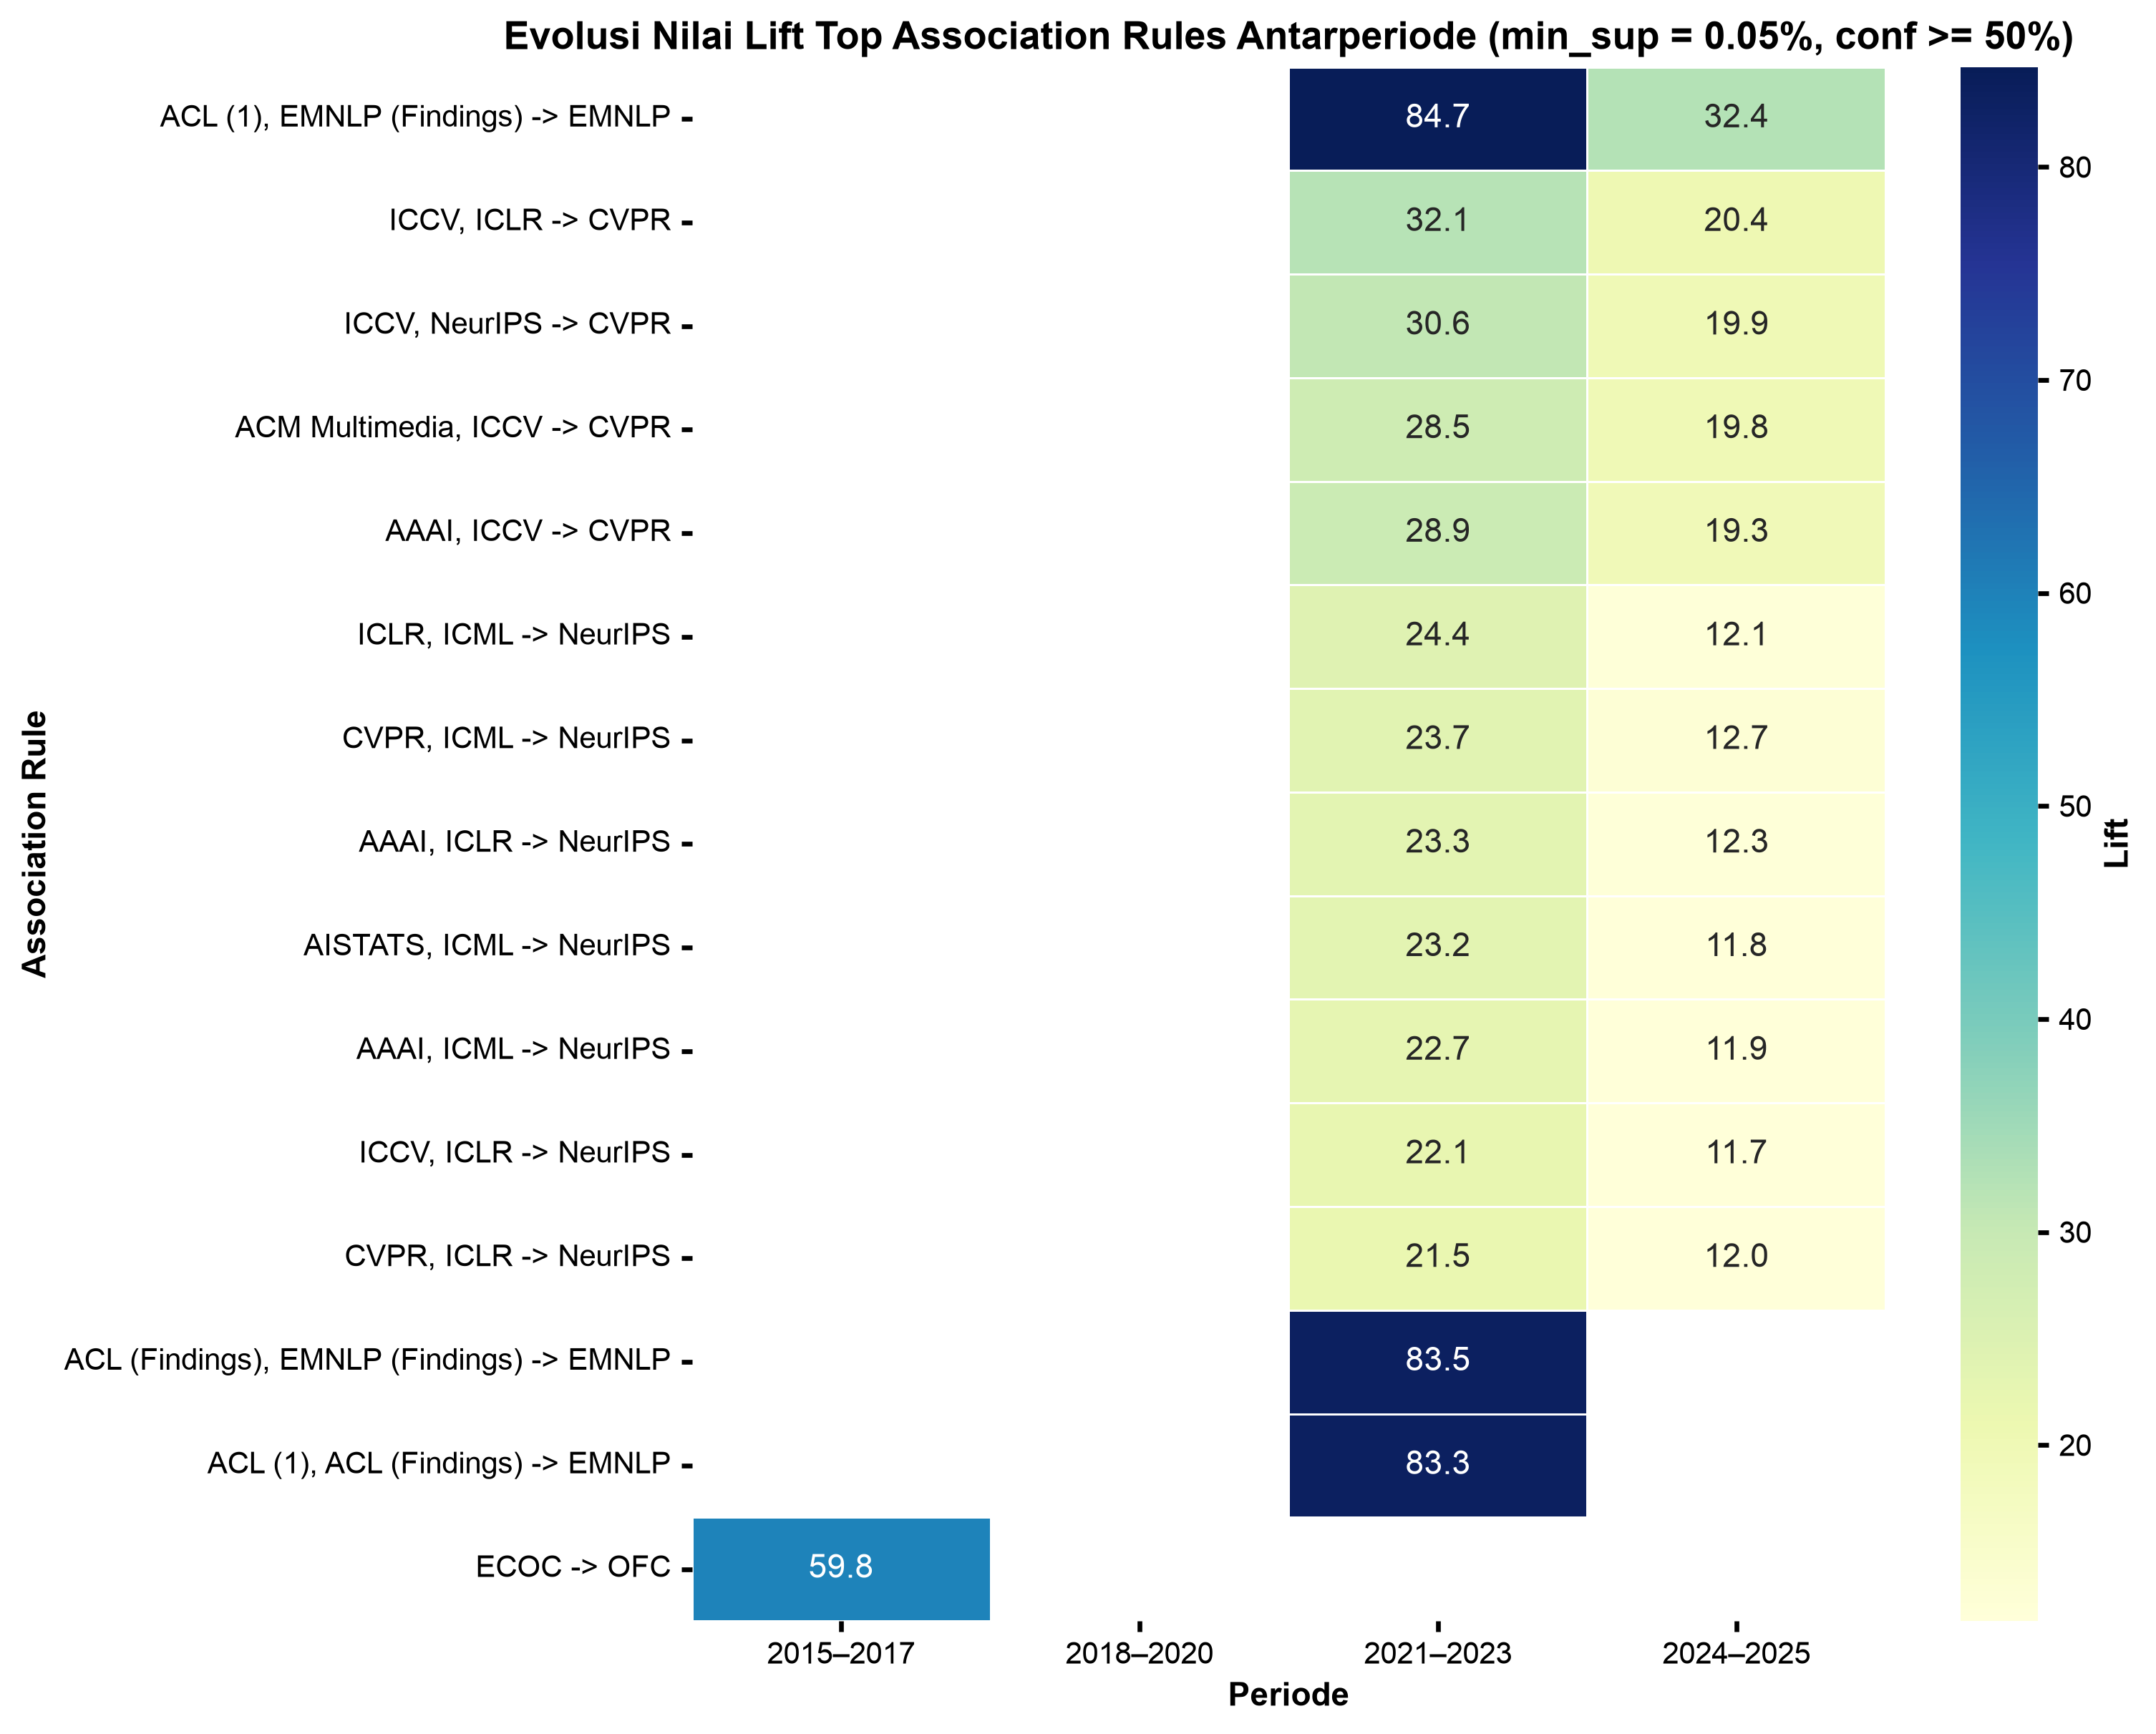 Evolusi Nilai Lift Top Association Rules Antarperiode (min_sup = 0.05%, conf >= 50%)
Association Rule
ACL (1), EMNLP (Findings) -> EMNLP 84.7 32.4
ICCV, ICLR -> CVPR 32.1 20.4
ICCV, NeurIPS -> CVPR 30.6 19.9
ACM Multimedia, ICCV -> CVPR 28.5 19.8
AAAI, ICCV -> CVPR 28.9 19.3
ICLR, ICML -> NeurIPS 24.4 12.1
CVPR, ICML -> NeurIPS 23.7 12.7
AAAI, ICLR -> NeurIPS 23.3 12.3
AISTATS, ICML -> NeurIPS 23.2 11.8
AAAI, ICML -> NeurIPS 22.7 11.9
ICCV, ICLR -> NeurIPS 22.1 11.7
CVPR, ICLR -> NeurIPS 21.5 12.0
ACL (Findings), EMNLP (Findings) -> EMNLP 83.5
ACL (1), ACL (Findings) -> EMNLP 83.3
ECOC -> OFC 59.8
2015–2017 2018–2020 2021–2023 2024–2025
Periode
80
70
60
50
40
30
20
Lift